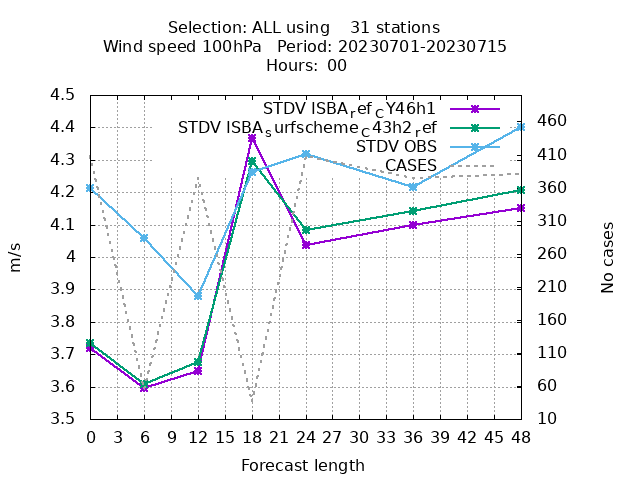 Selection: ALL using    31 stations
Wind speed 100hPa   Period: 20230701-20230715
Hours:  00
STDV ISBA_ref_CY46h1
STDV ISBA_surfscheme_C43h2_ref
STDV OBS
CASES
4.5
4.4
4.3
4.2
4.1
4
3.9
3.8
3.7
3.6
3.5
m/s
460
410
360
310
260
210
160
110
60
10
No cases
0 3 6 9 12 15 18 21 24 27 30 33 36 39 42 45 48
Forecast length